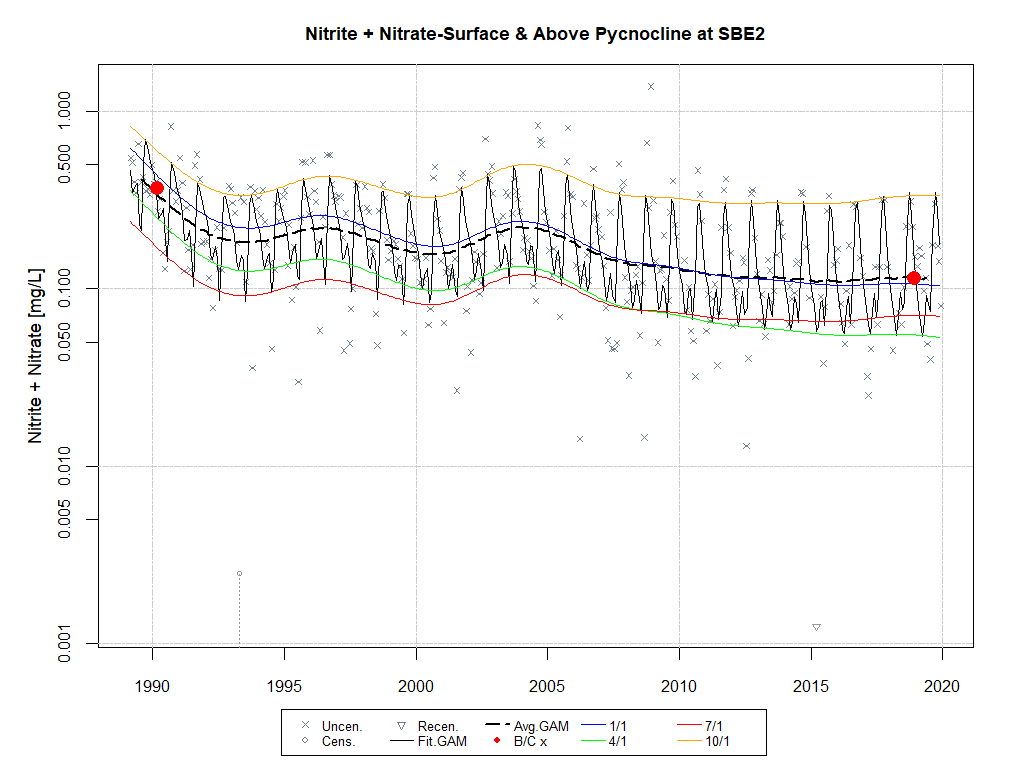 Nitrite + Nitrate-Surface & Above Pycnocline at SBE2
Nitrite + Nitrate [mg/L]
1.000
0.500
0.100
0.050
0.010
0.005
0.001
1990 1995 2000 2005 2010 2015 2020
Uncen. Recen. Avg.GAM 1/1 7/1
Cens. Fit.GAM B/C x 4/1 10/1